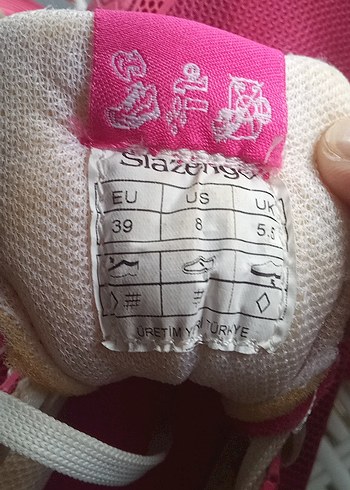 Slazenger
EU US UK
39 8 5.5
ÜRETİM YERİ TÜRKİYE